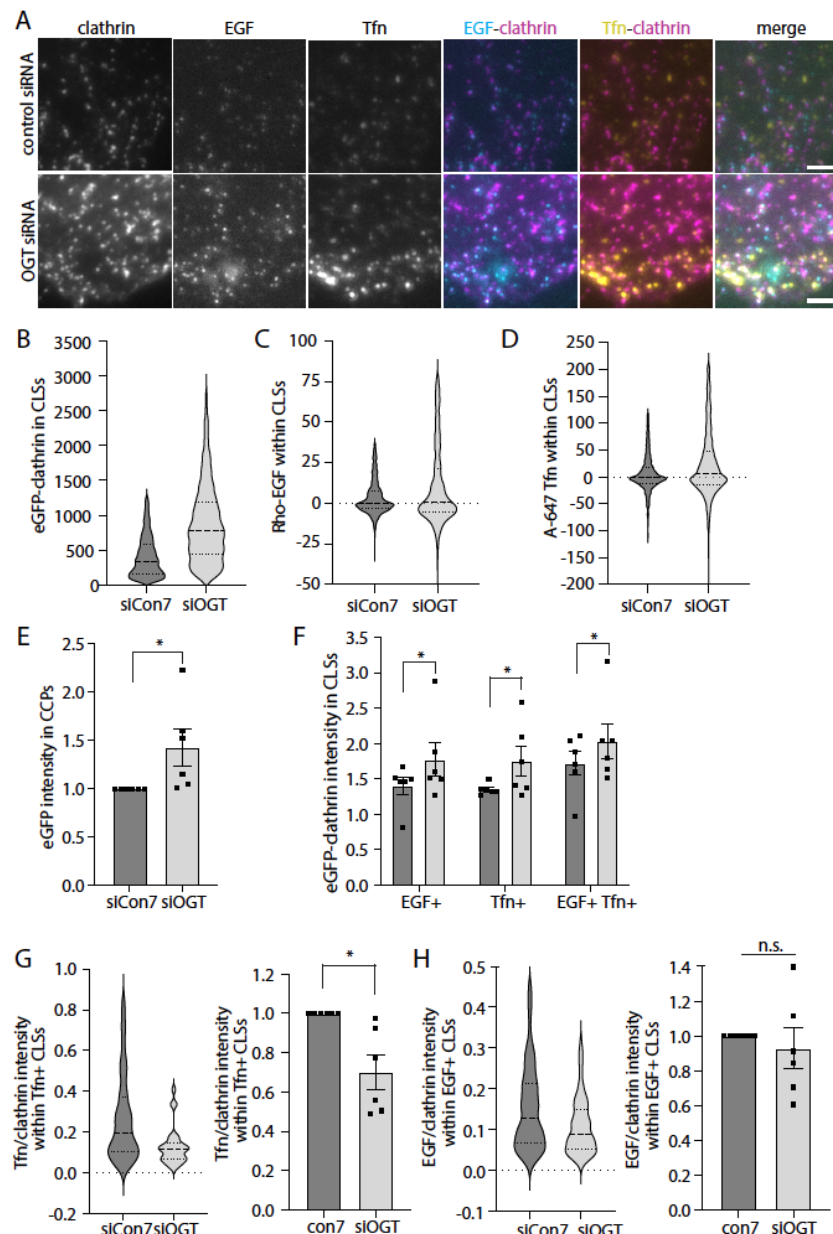 A
clathrin EGF Tfn EGF-clathrin Tfn-clathrin merge
control siRNA
OGT siRNA
B
eGFP-clathrin in CLSs
3500
3000
2500
2000
1500
1000
500
0
siCon7 siOGT
C
Rho-EGF within CLSs
100
75
50
25
0
-25
-50
siCon7 siOGT
D
A-647 Tfn within CLSs
250
200
150
100
50
0
-50
-100
-150
-200
siCon7 siOGT
E
eGFP intensity in CCPs
2.5
2.0
1.5
1.0
0.5
0.0
*
siCon7 siOGT
F
eGFP-clathrin intensity in CLSs
3.5
3.0
2.5
2.0
1.5
1.0
0.5
0.0
* * *
EGF+ Tfn+ EGF+ Tfn+
G
Tfn/clathrin intensity
within Tfn+ CLSs
1.0
0.8
0.6
0.4
0.2
0.0
-0.2
siCon7 siOGT
Tfn/clathrin intensity
within Tfn+ CLSs
1.2
1.0
0.8
0.6
0.4
0.2
0.0
*
con7 siOGT
H
EGF/clathrin intensity
within EGF+ CLSs
0.5
0.4
0.3
0.2
0.1
0.0
-0.1
siCon7 siOGT
EGF/clathrin intensity
within EGF+ CLSs
1.6
1.4
1.2
1.0
0.8
0.6
0.4
0.2
0.0
n.s.
con7 siOGT